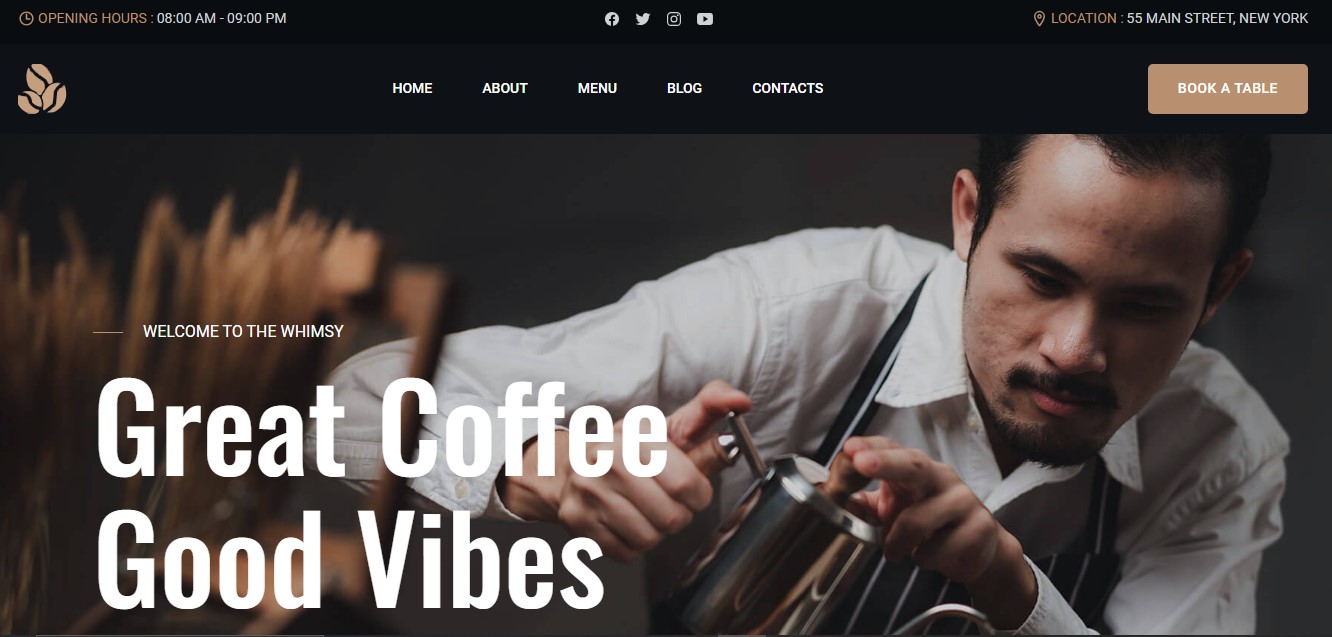 OPENING HOURS : 08:00 AM - 09:00 PM
LOCATION : 55 MAIN STREET, NEW YORK
HOME
ABOUT
MENU
BLOG
CONTACTS
BOOK A TABLE
WELCOME TO THE WHIMSY
Great Coffee
Good Vibes